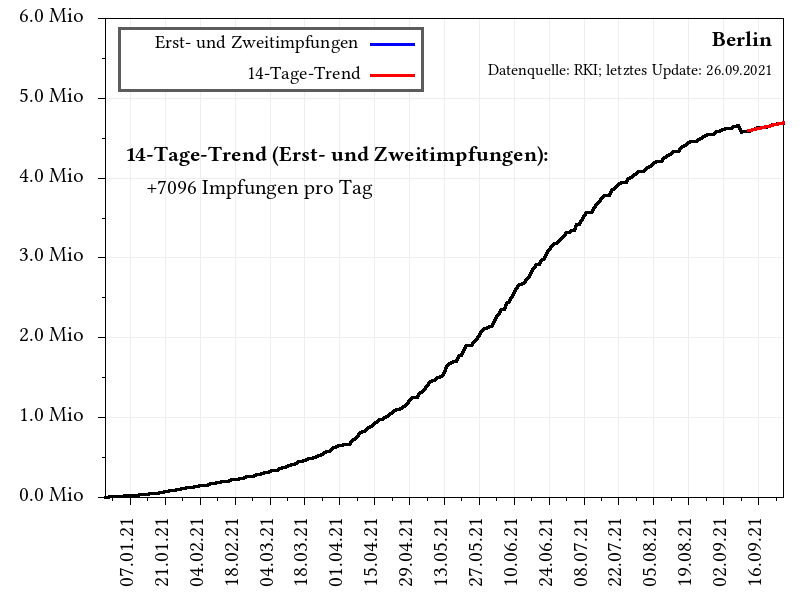 6.0 Mio
5.0 Mio
4.0 Mio
3.0 Mio
2.0 Mio
1.0 Mio
0.0 Mio
Erst- und Zweitimpfungen
14-Tage-Trend
Berlin
Datenquelle: RKI; letztes Update: 26.09.2021
14-Tage-Trend (Erst- und Zweitimpfungen):
+7096 Impfungen pro Tag
07.01.21
21.01.21
04.02.21
18.02.21
04.03.21
18.03.21
01.04.21
15.04.21
29.04.21
13.05.21
27.05.21
10.06.21
24.06.21
08.07.21
22.07.21
05.08.21
19.08.21
02.09.21
16.09.21